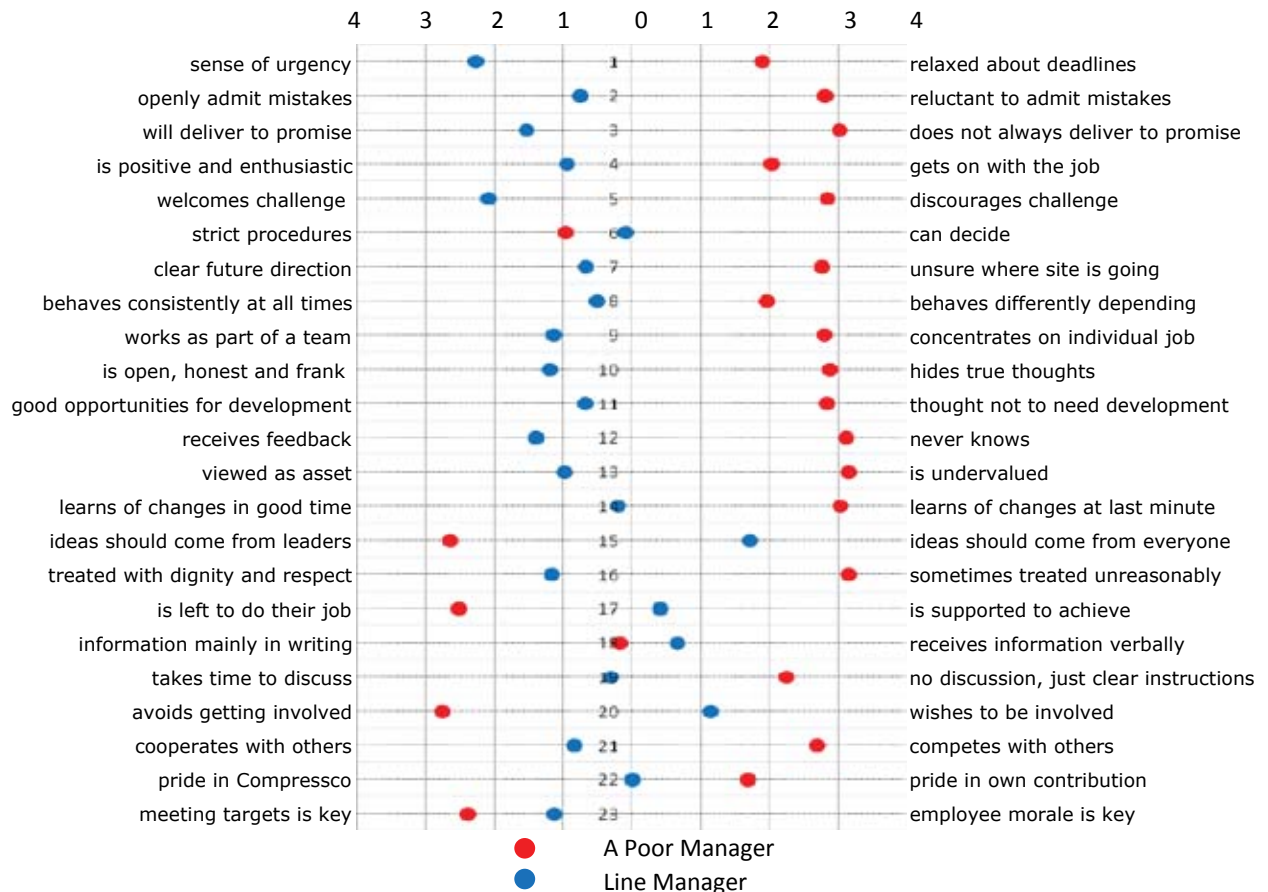 4 3 2 1 0 1 2 3 4
sense of urgency 1 relaxed about deadlines
openly admit mistakes 2 reluctant to admit mistakes
will deliver to promise 3 does not always deliver to promise
is positive and enthusiastic 4 gets on with the job
welcomes challenge 5 discourages challenge
strict procedures 6 can decide
clear future direction 7 unsure where site is going
behaves consistently at all times 8 behaves differently depending
works as part of a team 9 concentrates on individual job
is open, honest and frank 10 hides true thoughts
good opportunities for development 11 thought not to need development
receives feedback 12 never knows
viewed as asset 13 is undervalued
learns of changes in good time 14 learns of changes at last minute
ideas should come from leaders 15 ideas should come from everyone
treated with dignity and respect 16 sometimes treated unreasonably
is left to do their job 17 is supported to achieve
information mainly in writing 18 receives information verbally
takes time to discuss 19 no discussion, just clear instructions
avoids getting involved 20 wishes to be involved
cooperates with others 21 competes with others
pride in Compressco 22 pride in own contribution
meeting targets is key 23 employee morale is key
A Poor Manager
Line Manager